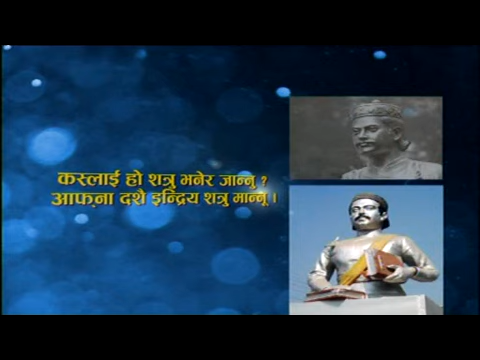 कस्लाई हो शत्रु भनेर जान्नु ?
आफ्ना दशै इन्द्रिय शत्रु मान्नू ।